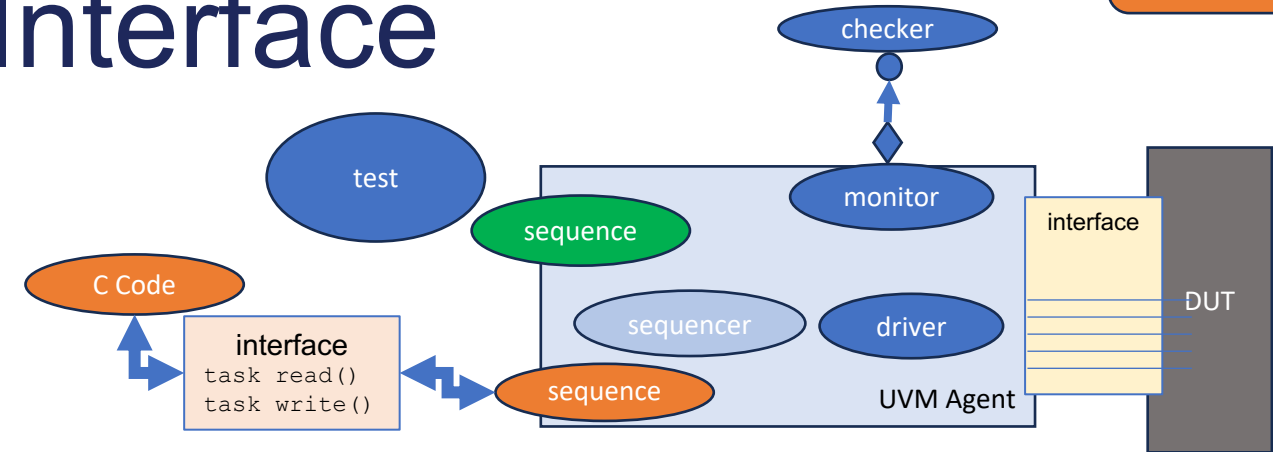 Interface
checker
test
monitor
sequence
interface
C Code
DUT
sequencer
driver
interface
task read()
task write()
sequence
UVM Agent